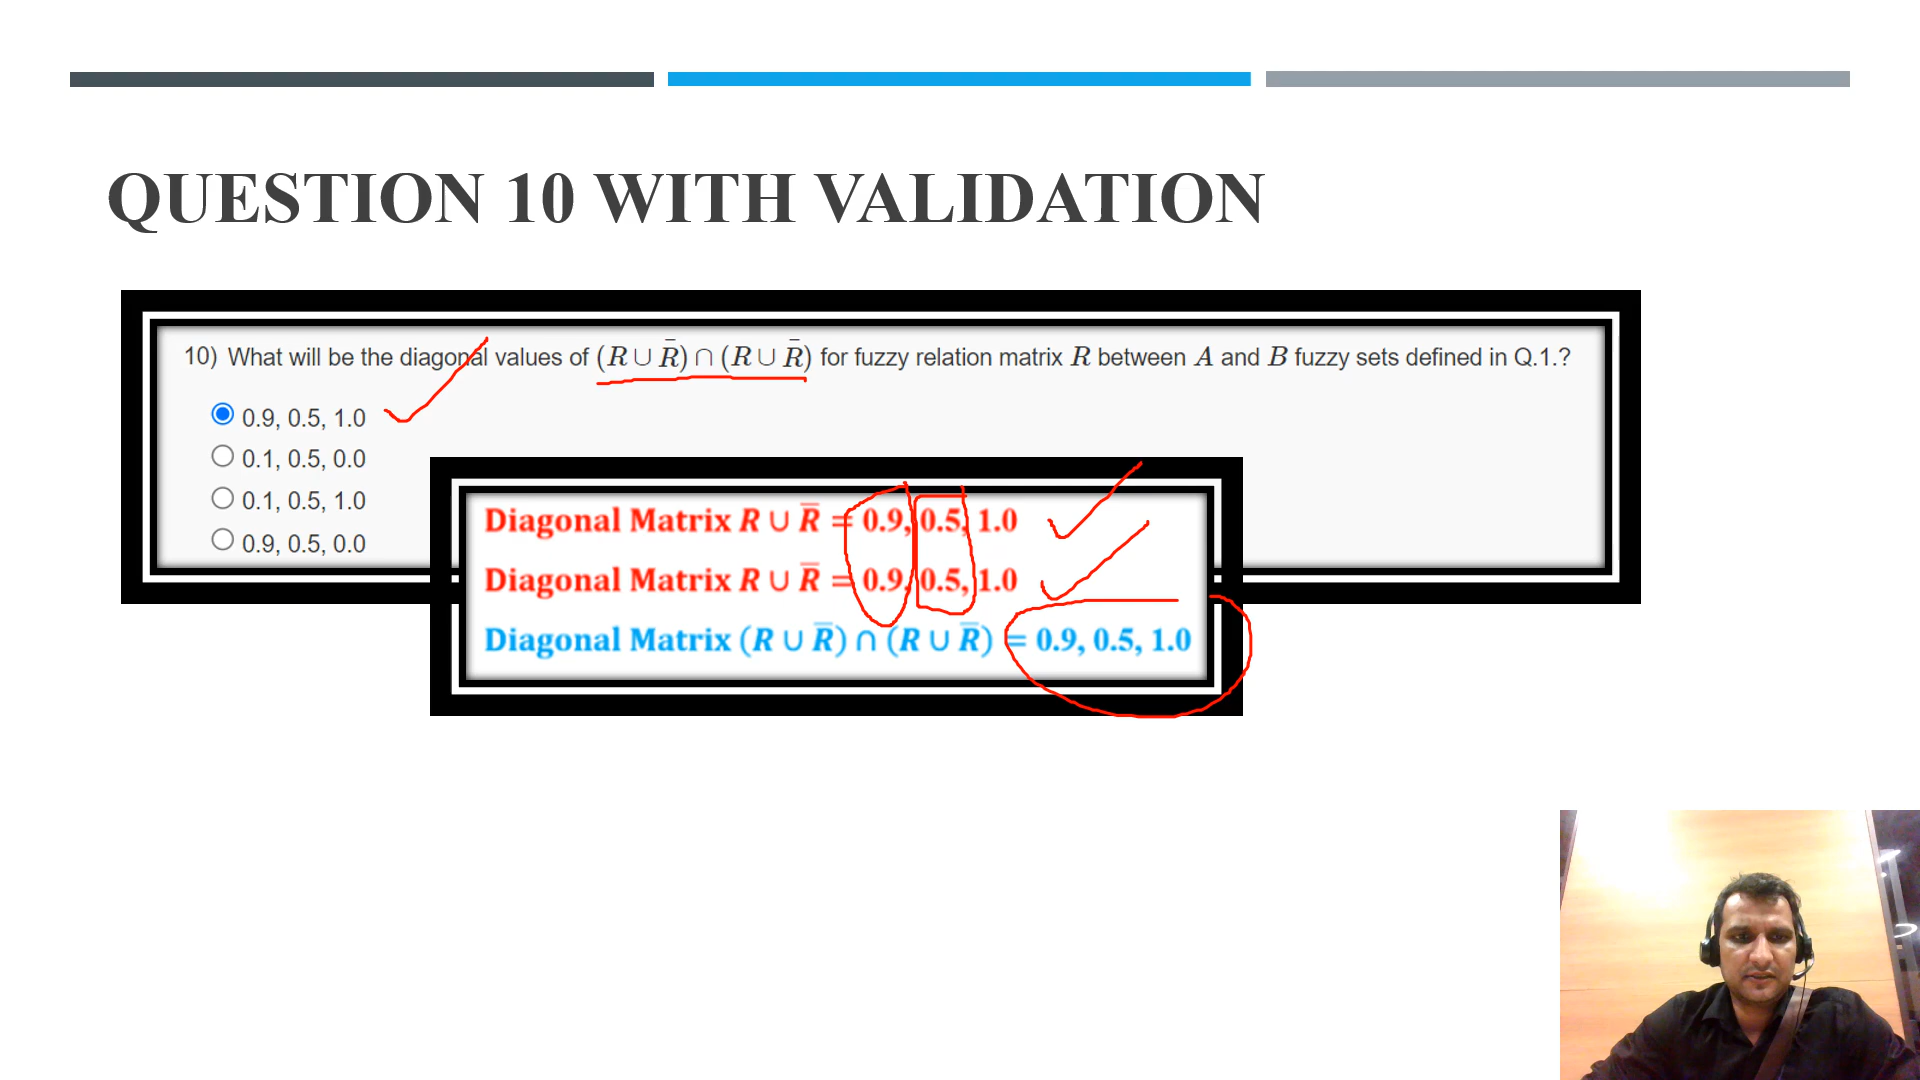 QUESTION 10 WITH VALIDATION
10) What will be the diagonal values of (R ∪ R̄) ∩ (R ∪ R̄) for fuzzy relation matrix R between A and B fuzzy sets defined in Q.1.?
0.9, 0.5, 1.0
0.1, 0.5, 0.0
0.1, 0.5, 1.0
0.9, 0.5, 0.0
Diagonal Matrix R ∪ R̄ = 0.9, 0.5, 1.0
Diagonal Matrix R ∪ R̄ = 0.9, 0.5, 1.0
Diagonal Matrix (R ∪ R̄) ∩ (R ∪ R̄) = 0.9, 0.5, 1.0